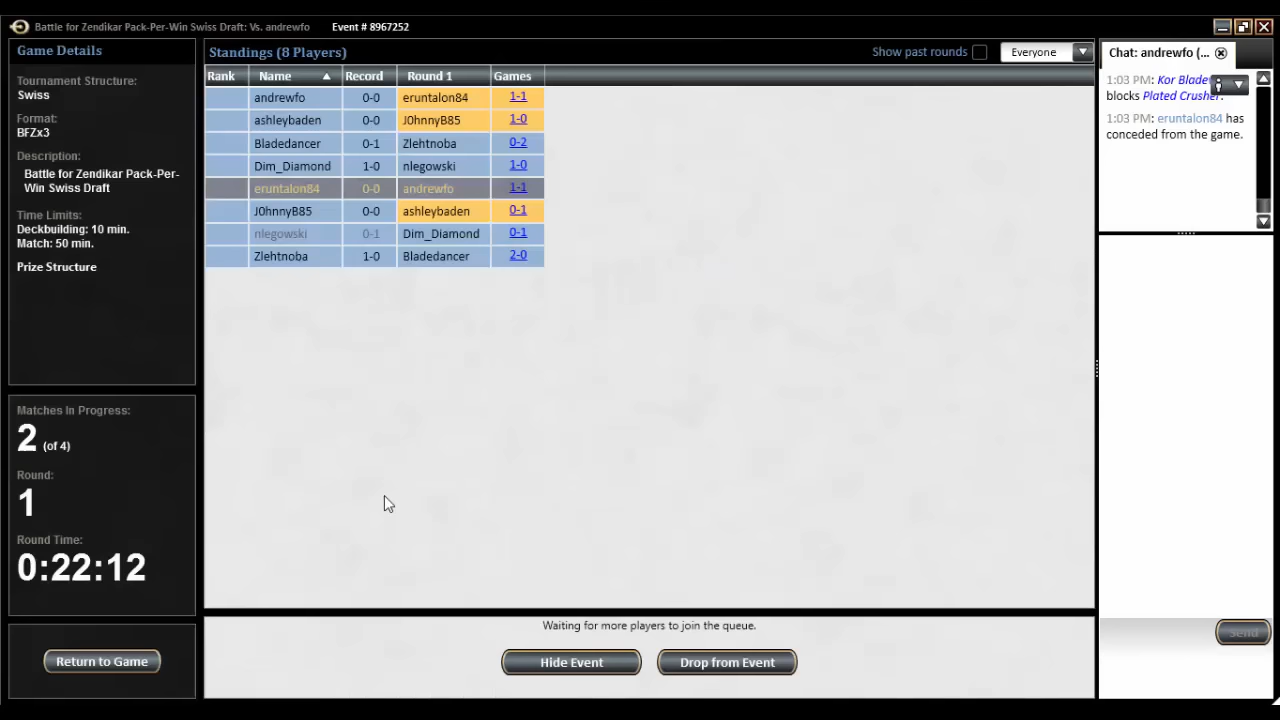 Battle for Zendikar Pack-Per-Win Swiss Draft: Vs. andrewfo Event # 8967252
Game Details
Tournament Structure:
Swiss
Format:
BFZx3
Description:
Battle for Zendikar Pack-Per-
Win Swiss Draft
Time Limits:
Deckbuilding: 10 min.
Match: 50 min.
Prize Structure
Matches In Progress:
2 (of 4)
Round:
1
Round Time:
0:22:12
Return to Game
Standings (8 Players) Show past rounds Everyone
Rank Name Record Round 1 Games
andrewfo 0-0 eruntalon84 1-1
ashleybaden 0-0 J0hnnyB85 1-0
Bladedancer 0-1 Zlehtnoba 0-2
Dim_Diamond 1-0 nlegowski 1-0
eruntalon84 0-0 andrewfo 1-1
J0hnnyB85 0-0 ashleybaden 0-1
nlegowski 0-1 Dim_Diamond 0-1
Zlehtnoba 1-0 Bladedancer 2-0
Waiting for more players to join the queue.
Hide Event Drop from Event
Chat: andrewfo (...
1:03 PM: Kor Blade
blocks Plated Crusher.
1:03 PM: eruntalon84 has
conceded from the game.
Send